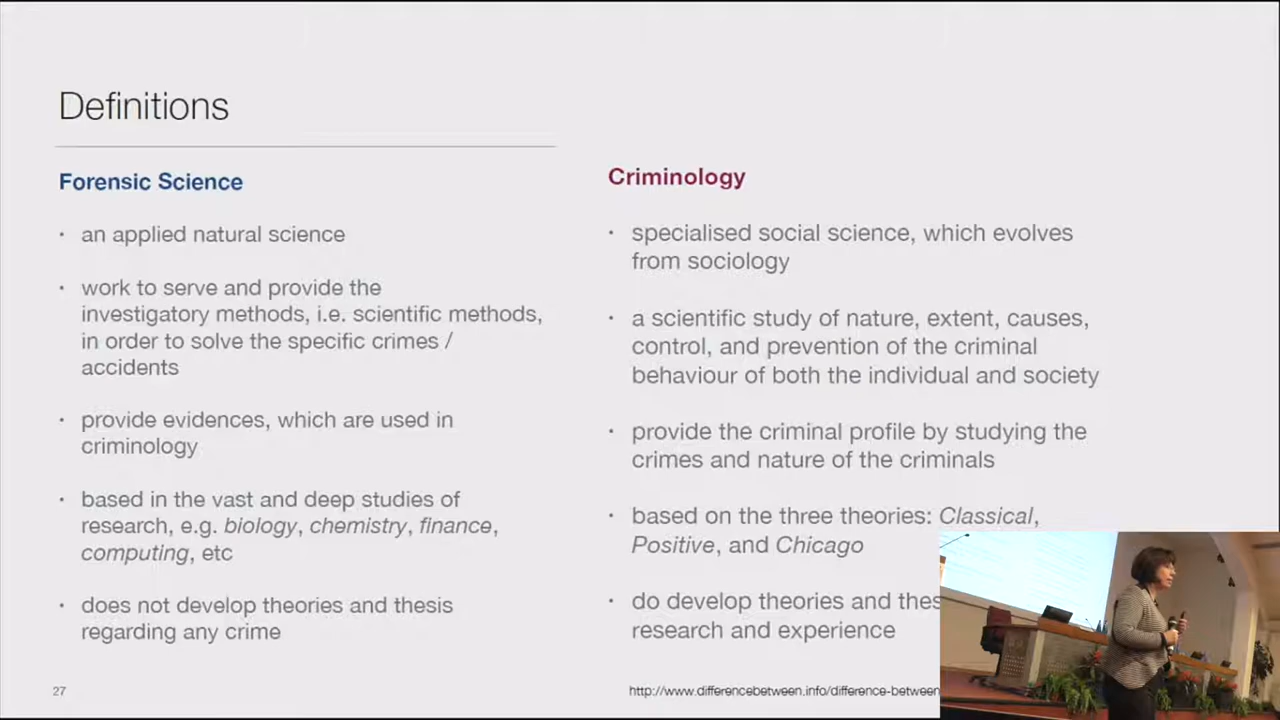 Definitions
Forensic Science
· an applied natural science
· work to serve and provide the
investigatory methods, i.e. scientific methods,
in order to solve the specific crimes /
accidents
· provide evidences, which are used in
criminology
· based in the vast and deep studies of
research, e.g. biology, chemistry, finance,
computing, etc
· does not develop theories and thesis
regarding any crime
Criminology
· specialised social science, which evolves
from sociology
· a scientific study of nature, extent, causes,
control, and prevention of the criminal
behaviour of both the individual and society
· provide the criminal profile by studying the
crimes and nature of the criminals
· based on the three theories: Classical,
Positive, and Chicago
· do develop theories and thes
research and experience
27
http://www.differencebetween.info/difference-between